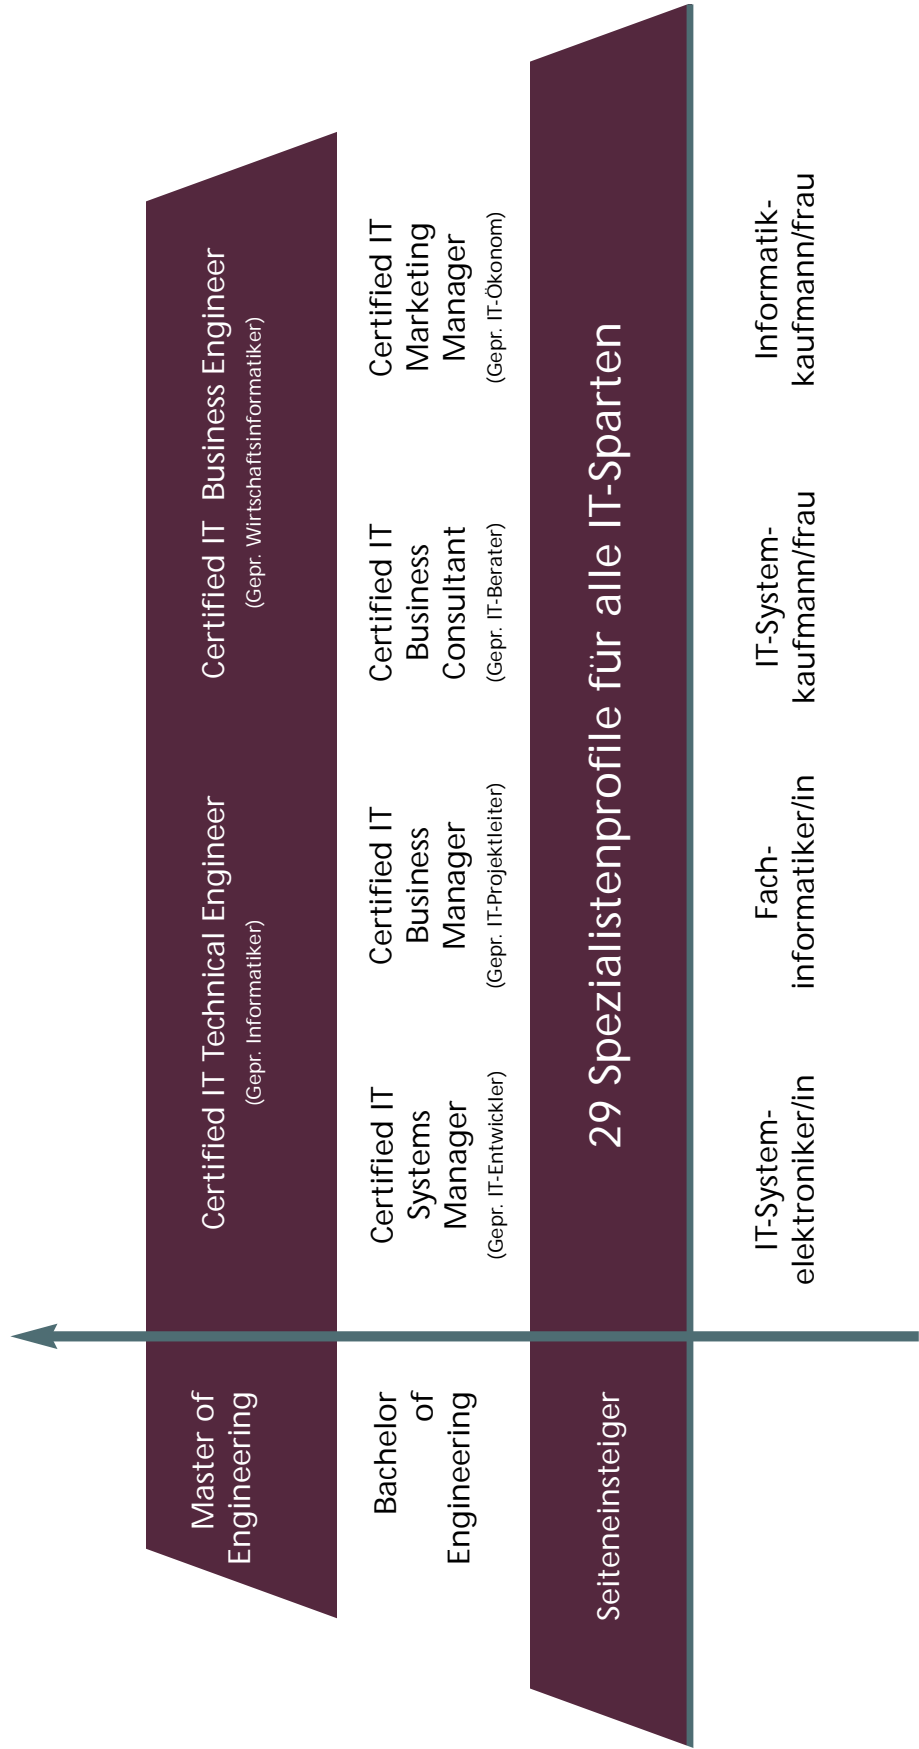 Master of
Engineering
Certified IT Technical Engineer
(Gepr. Informatiker)
Certified IT Business Engineer
(Gepr. Wirtschaftsinformatiker)
Bachelor
of
Engineering
Certified IT
Systems
Manager
(Gepr. IT-Entwickler)
Certified IT
Business
Manager
(Gepr. IT-Projektleiter)
Certified IT
Business
Consultant
(Gepr. IT-Berater)
Certified IT
Marketing
Manager
(Gepr. IT-Ökonom)
Seiteneinsteiger
29 Spezialistenprofile für alle IT-Sparten
IT-System-
elektroniker/in
Fach-
informatiker/in
IT-System-
kaufmann/frau
Informatik-
kaufmann/frau